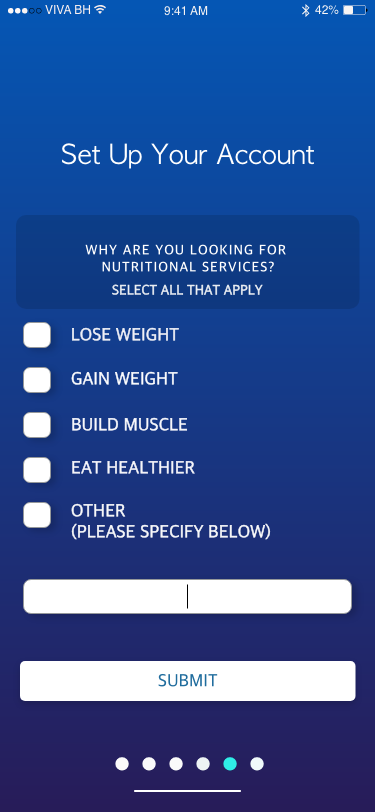 VIVA BH 9:41 AM 42%
Set Up Your Account
WHY ARE YOU LOOKING FOR
NUTRITIONAL SERVICES?
SELECT ALL THAT APPLY
LOSE WEIGHT
GAIN WEIGHT
BUILD MUSCLE
EAT HEALTHIER
OTHER
(PLEASE SPECIFY BELOW)
SUBMIT